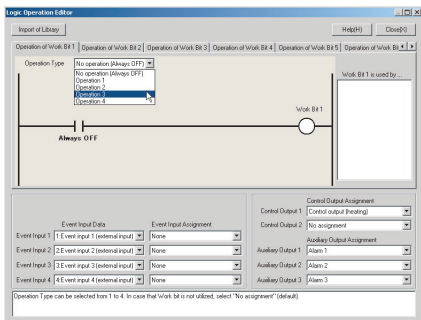 Logic Operation Editor
Import of Library
Help(H)
Close(X)
Operation of Work Bit 1
Operation of Work Bit 2
Operation of Work Bit 3
Operation of Work Bit 4
Operation of Work Bit 5
Operation of Work Bit
Operation Type
No operation (Always OFF)
No operation (Always OFF)
Operation 1
Operation 2
Operation 3
Operation 4
Work Bit 1 is used by ...
Work Bit 1
Always OFF
Control Output Assignment
Control Output 1 Control output (heating)
Control Output 2 No assignment
Auxiliary Output Assignment
Auxiliary Output 1 Alarm 1
Auxiliary Output 2 Alarm 2
Auxiliary Output 3 Alarm 3
Event Input Data Event Input Assignment
Event Input 1 1:Event input 1 (external input) None
Event Input 2 2:Event input 2 (external input) None
Event Input 3 3:Event input 3 (external input) None
Event Input 4 4:Event input 4 (external input) None
Operation Type can be selected from 1 to 4. In case that Work bit is not utilized, select "No assignment" (default).